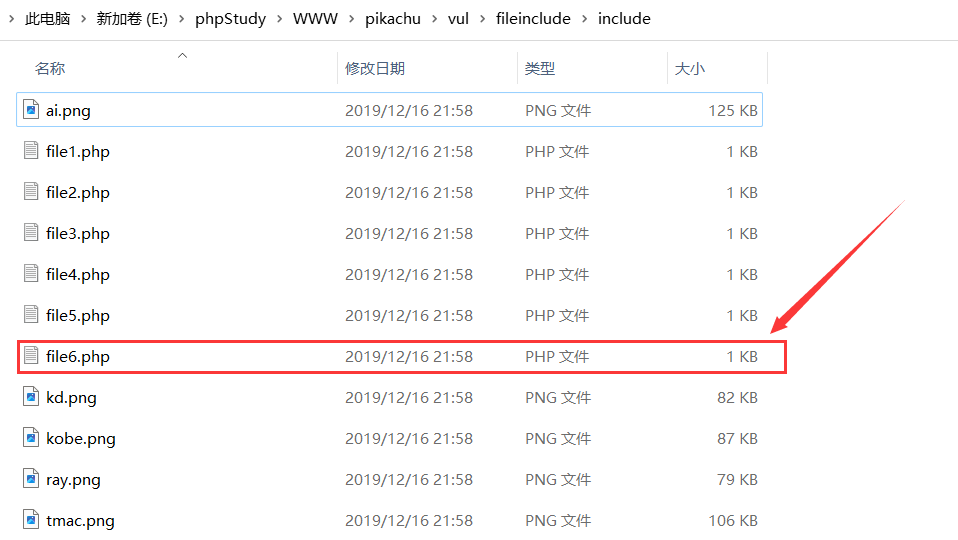 此电脑 > 新加卷 (E:) > phpStudy > WWW > pikachu > vul > fileinclude > include
名称 修改日期 类型 大小
ai.png 2019/12/16 21:58 PNG 文件 125 KB
file1.php 2019/12/16 21:58 PHP 文件 1 KB
file2.php 2019/12/16 21:58 PHP 文件 1 KB
file3.php 2019/12/16 21:58 PHP 文件 1 KB
file4.php 2019/12/16 21:58 PHP 文件 1 KB
file5.php 2019/12/16 21:58 PHP 文件 1 KB
file6.php 2019/12/16 21:58 PHP 文件 1 KB
kd.png 2019/12/16 21:58 PNG 文件 82 KB
kobe.png 2019/12/16 21:58 PNG 文件 87 KB
ray.png 2019/12/16 21:58 PNG 文件 79 KB
tmac.png 2019/12/16 21:58 PNG 文件 106 KB